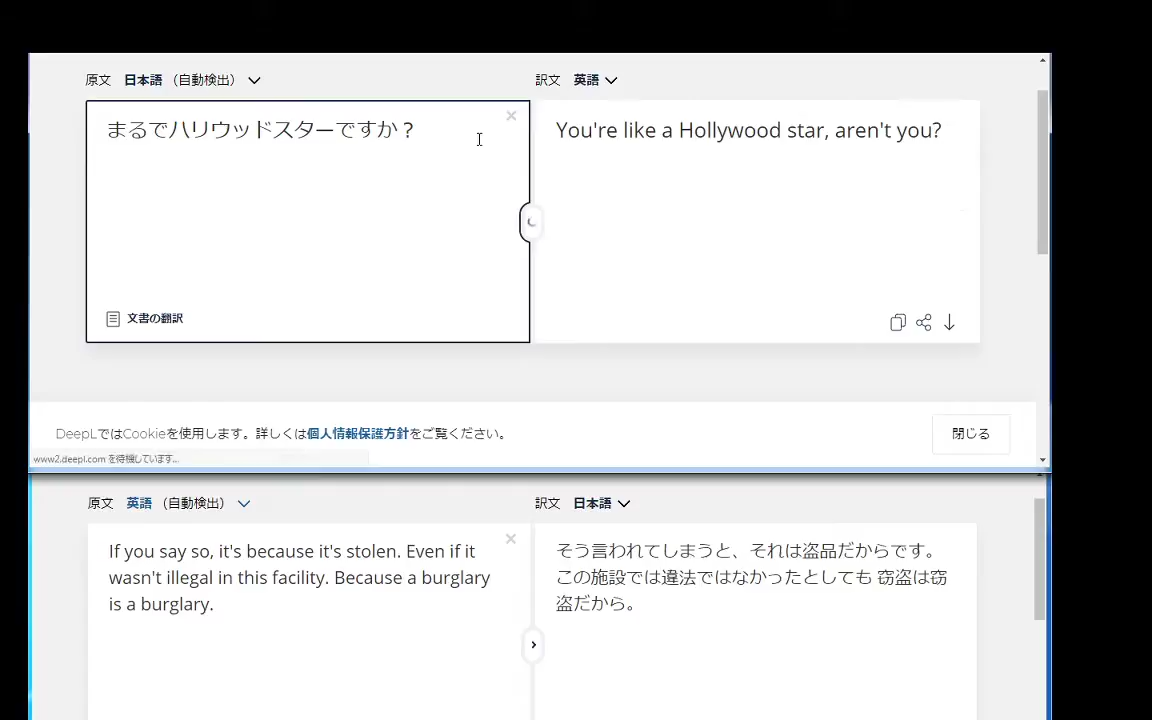 原文 日本語 (自動検出)
訳文 英語
まるでハリウッドスターですか？
You're like a Hollywood star, aren't you?
文書の翻訳
DeepLではCookieを使用します。詳しくは個人情報保護方針をご覧ください。
閉じる
www2.deepl.com を待機しています...
原文 英語 (自動検出)
訳文 日本語
If you say so, it's because it's stolen. Even if it
wasn't illegal in this facility. Because a burglary
is a burglary.
そう言われてしまうと、それは盗品だからです。
この施設では違法ではなかったとしても 窃盗は窃
盗だから。